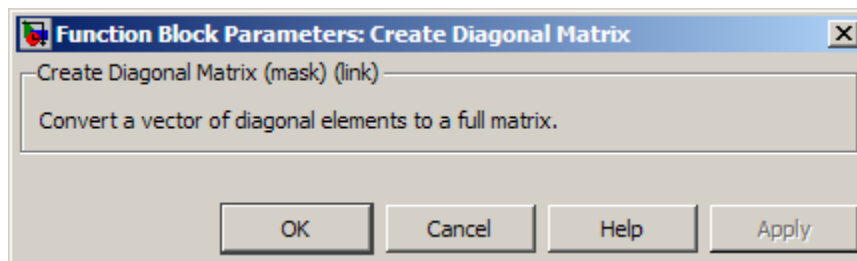 Function Block Parameters: Create Diagonal Matrix
Create Diagonal Matrix (mask) (link)
Convert a vector of diagonal elements to a full matrix.
OK Cancel Help Apply